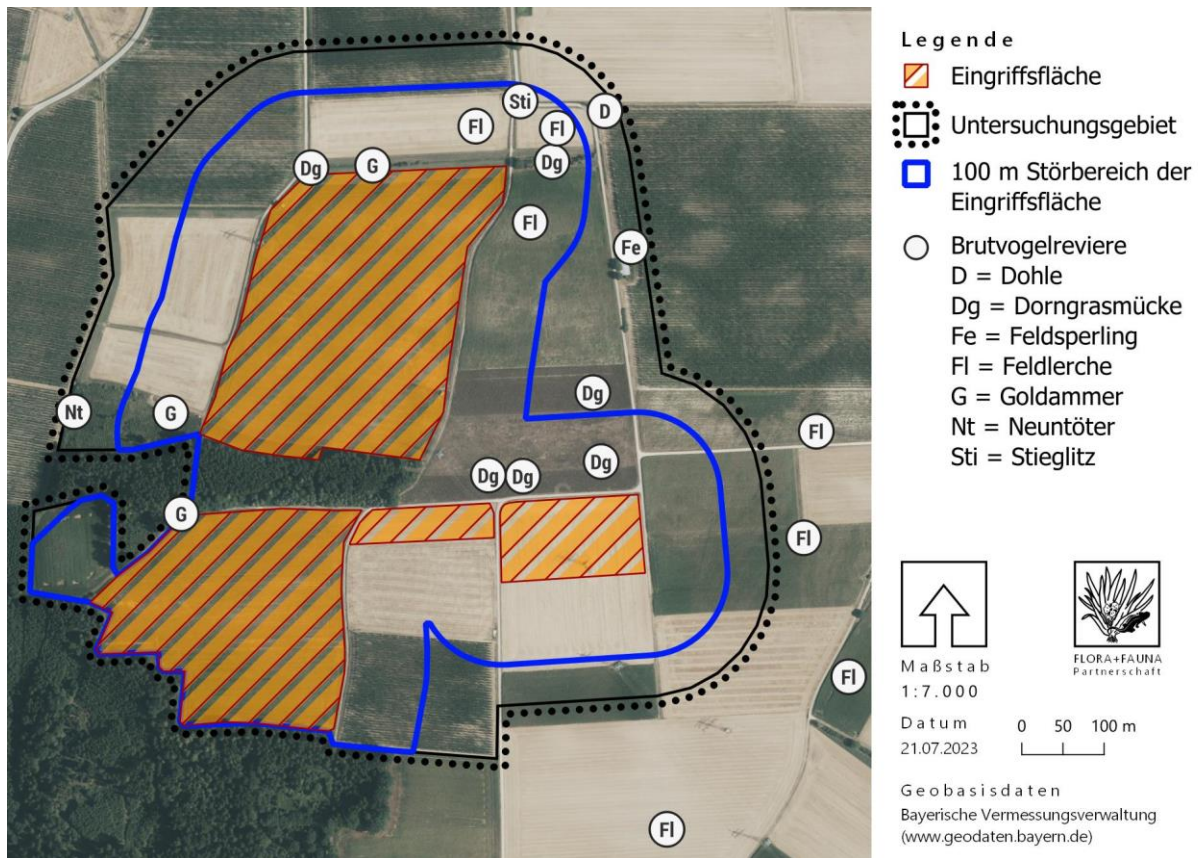 Sti
D
Fl
Fl
Dg
G
Dg
Fl
Fe
Dg
Nt
G
Fl
Dg
Dg
Dg
G
Fl
Fl
Fl
Legende
Eingriffsfläche
Untersuchungsgebiet
100 m Störbereich der
Eingriffsfläche
Brutvogelreviere
D = Dohle
Dg = Dorngrasmücke
Fe = Feldsperling
Fl = Feldlerche
G = Goldammer
Nt = Neuntöter
Sti = Stieglitz
Maßstab
1:7.000
FLORA+FAUNA
Partnerschaft
Datum
21.07.2023
0 50 100 m
Geobasisdaten
Bayerische Vermessungsverwaltung
(www.geodaten.bayern.de)